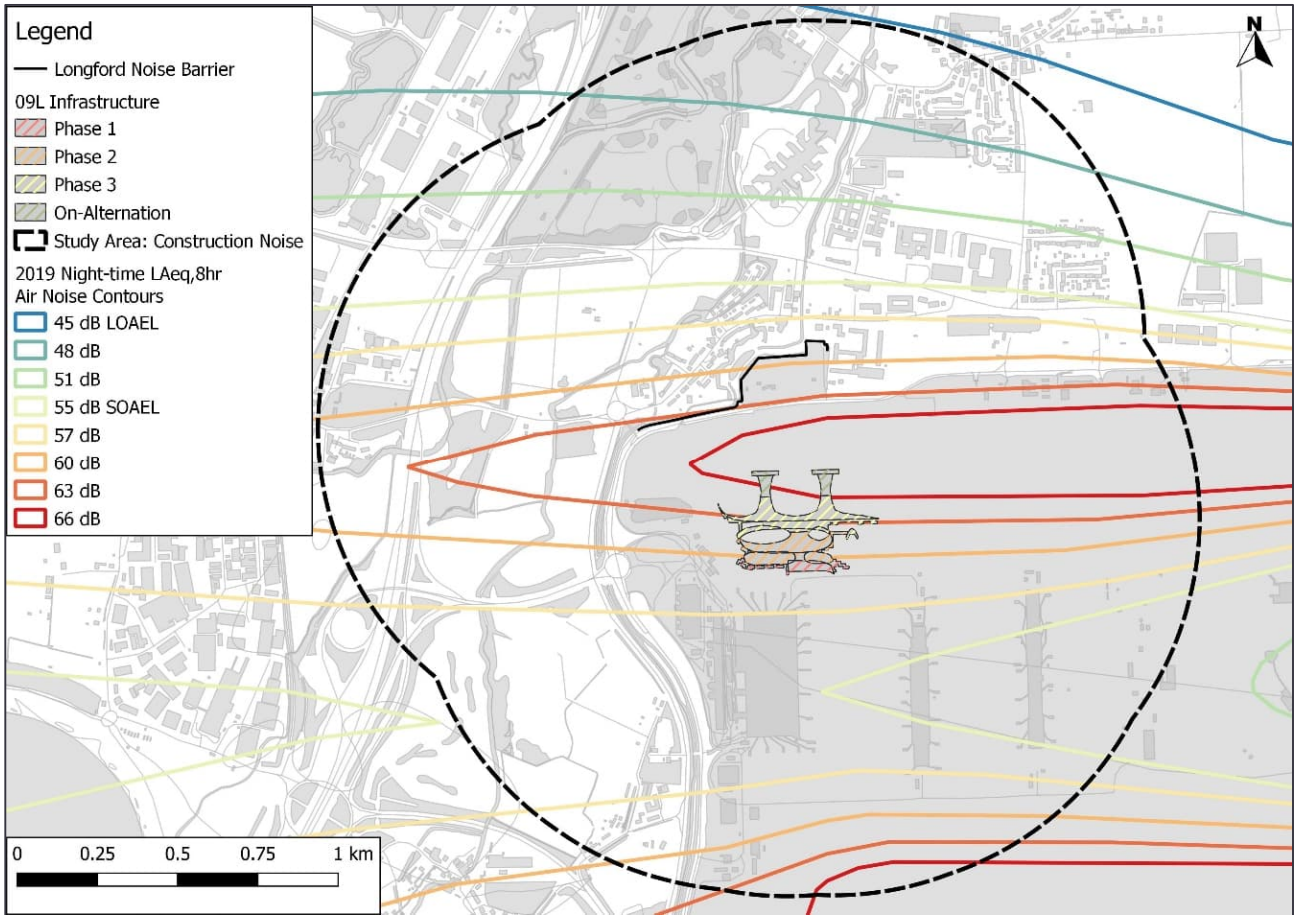 Legend
Longford Noise Barrier
09L Infrastructure
Phase 1
Phase 2
Phase 3
On-Alternation
Study Area: Construction Noise
2019 Night-time LAeq,8hr
Air Noise Contours
45 dB LOAEL
48 dB
51 dB
55 dB SOAEL
57 dB
60 dB
63 dB
66 dB
N
0 0.25 0.5 0.75 1 km